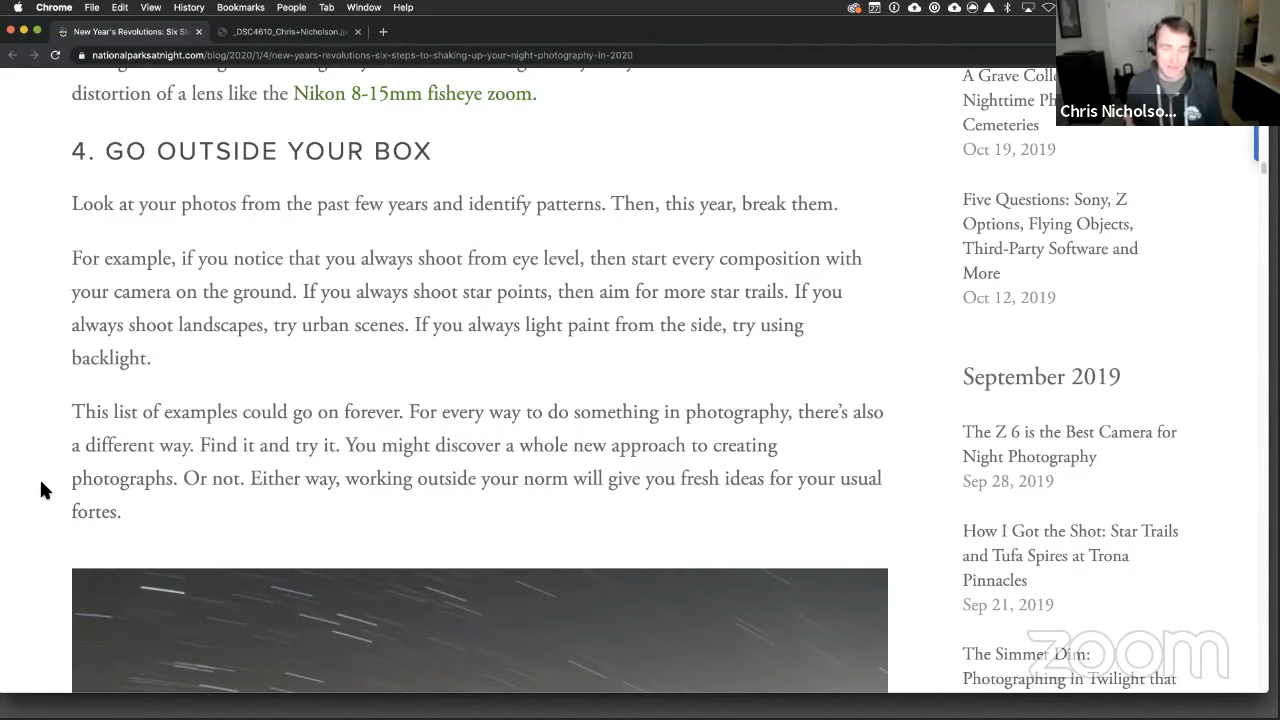 Chrome File Edit View History Bookmarks People Tab Window Help
New Year's Revolutions: Six St
_DSC4610_Chris+Nicholson.jp
nationalparksatnight.com/blog/2020/1/4/new-years-revolutions-six-steps-to-shaking-up-your-night-photography-in-2020
distortion of a lens like the Nikon 8-15mm fisheye zoom.
4. GO OUTSIDE YOUR BOX
Look at your photos from the past few years and identify patterns. Then, this year, break them.
For example, if you notice that you always shoot from eye level, then start every composition with
your camera on the ground. If you always shoot star points, then aim for more star trails. If you
always shoot landscapes, try urban scenes. If you always light paint from the side, try using
backlight.
This list of examples could go on forever. For every way to do something in photography, there's also
a different way. Find it and try it. You might discover a whole new approach to creating
photographs. Or not. Either way, working outside your norm will give you fresh ideas for your usual
fortes.
A Grave
Nighttime
Cemeteries
Oct 19, 2019
Five Questions: Sony, Z
Options, Flying Objects,
Third-Party Software and
More
Oct 12, 2019
September 2019
The Z 6 is the Best Camera for
Night Photography
Sep 28, 2019
How I Got the Shot: Star Trails
and Tufa Spires at Trona
Pinnacles
Sep 21, 2019
The Simmer Dim:
Photographing in Twilight that
Chris Nicholso...
zoom